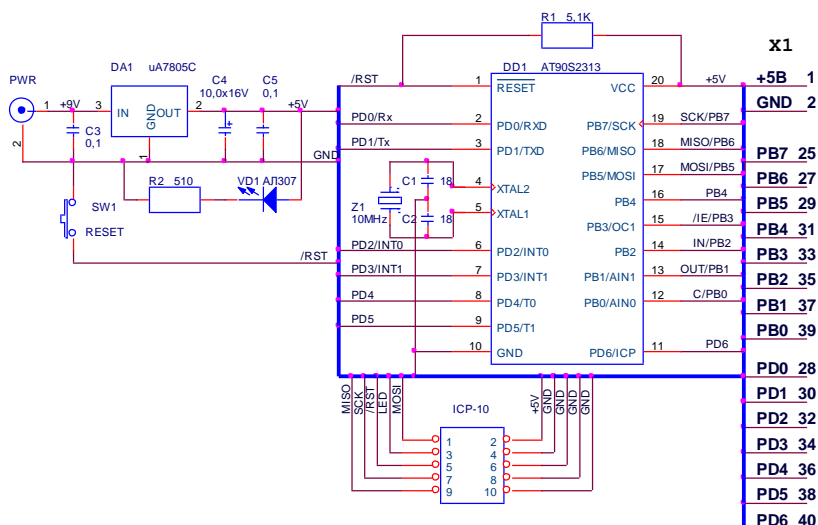 R1 5,1K
X1
PWR
DA1 uA7805C
C4
10,0x16V
C5
0,1
/RST
DD1 AT90S2313
1
+9V
3
IN
GND
OUT
2
+5V
1
2
C3
0,1
GND
R2 510
VD1 АЛ307
SW1
RESET
/RST
PD0/Rx
PD1/Tx
C1
18
C2
18
Z1
10MHz
PD2/INT0
PD3/INT1
PD4
PD5
1 RESET
2 PD0/RXD
3 PD1/TXD
4 XTAL2
5 XTAL1
6 PD2/INT0
7 PD3/INT1
8 PD4/T0
9 PD5/T1
10 GND
VCC 20 +5V
PB7/SCK 19 SCK/PB7
PB6/MISO 18 MISO/PB6
PB5/MOSI 17 MOSI/PB5
PB4 16 PB4
PB3/OC1 15 /IE/PB3
PB2 14 IN/PB2
PB1/AIN1 13 OUT/PB1
PB0/AIN0 12 C/PB0
PD6/ICP 11 PD6
+5В 1
GND 2
PB7 25
PB6 27
PB5 29
PB4 31
PB3 33
PB2 35
PB1 37
PB0 39
PD0 28
PD1 30
PD2 32
PD3 34
PD4 36
PD5 38
PD6 40
MISO
SCK
/RST
LED
MOSI
ICP-10
+5V
GND
GND
GND
GND
1 2
3 4
5 6
7 8
9 10